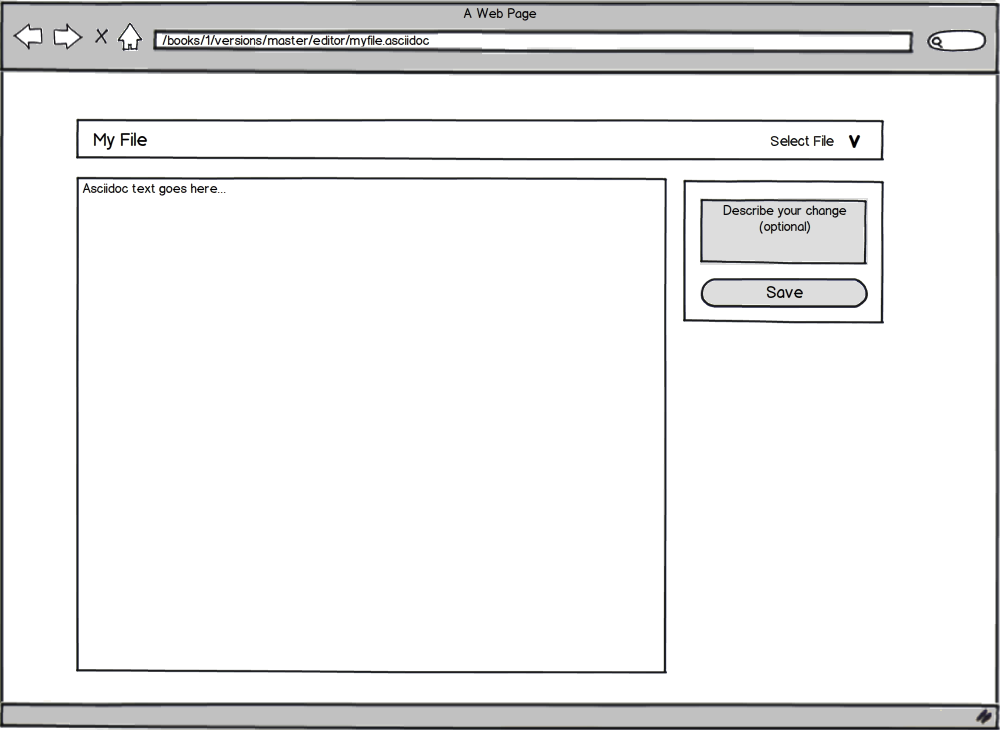 A Web Page
/books/1/versions/master/editor/myfile.asciidoc
My File
Select File
Asciidoc text goes here...
Describe your change
(optional)
Save